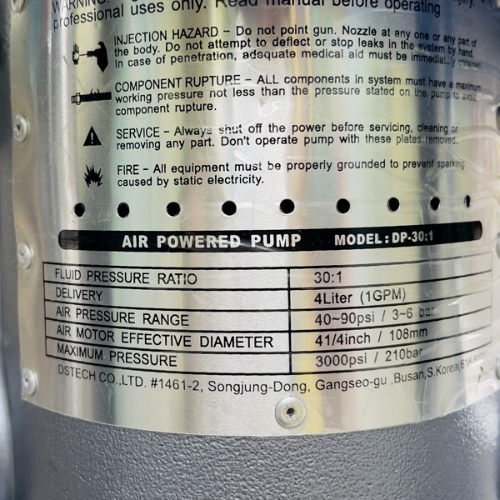 WARNING:
professional uses only. Read manual before operating
INJECTION HAZARD - Do not point gun. Nozzle at any one or any part of
the body. Do not attempt to deflect or stop leaks in the system by hand.
In case of penetration, adequate medical aid must be immediatly obtained.
COMPONENT RUPTURE - ALL components in system must have a maximum
working pressure not less than the pressure stated on the pump to avoid
component rupture.
SERVICE - Always shut off the power before servicing, cleaning or
removing any part. Don't operate pump with these plates removed.
FIRE - All equipment must be properly grounded to prevent sparking
caused by static electricity.
AIR POWERED PUMP MODEL : DP-30:1
FLUID PRESSURE RATIO 30:1
DELIVERY 4Liter (1GPM)
AIR PRESSURE RANGE 40~90psi / 3~6 bar
AIR MOTOR EFFECTIVE DIAMETER 41/4inch / 108mm
MAXIMUM PRESSURE 3000psi / 210bar
DSTECH CO.,LTD. #1461-2, Songjung-Dong, Gangseo-gu ,Busan,S.Korea